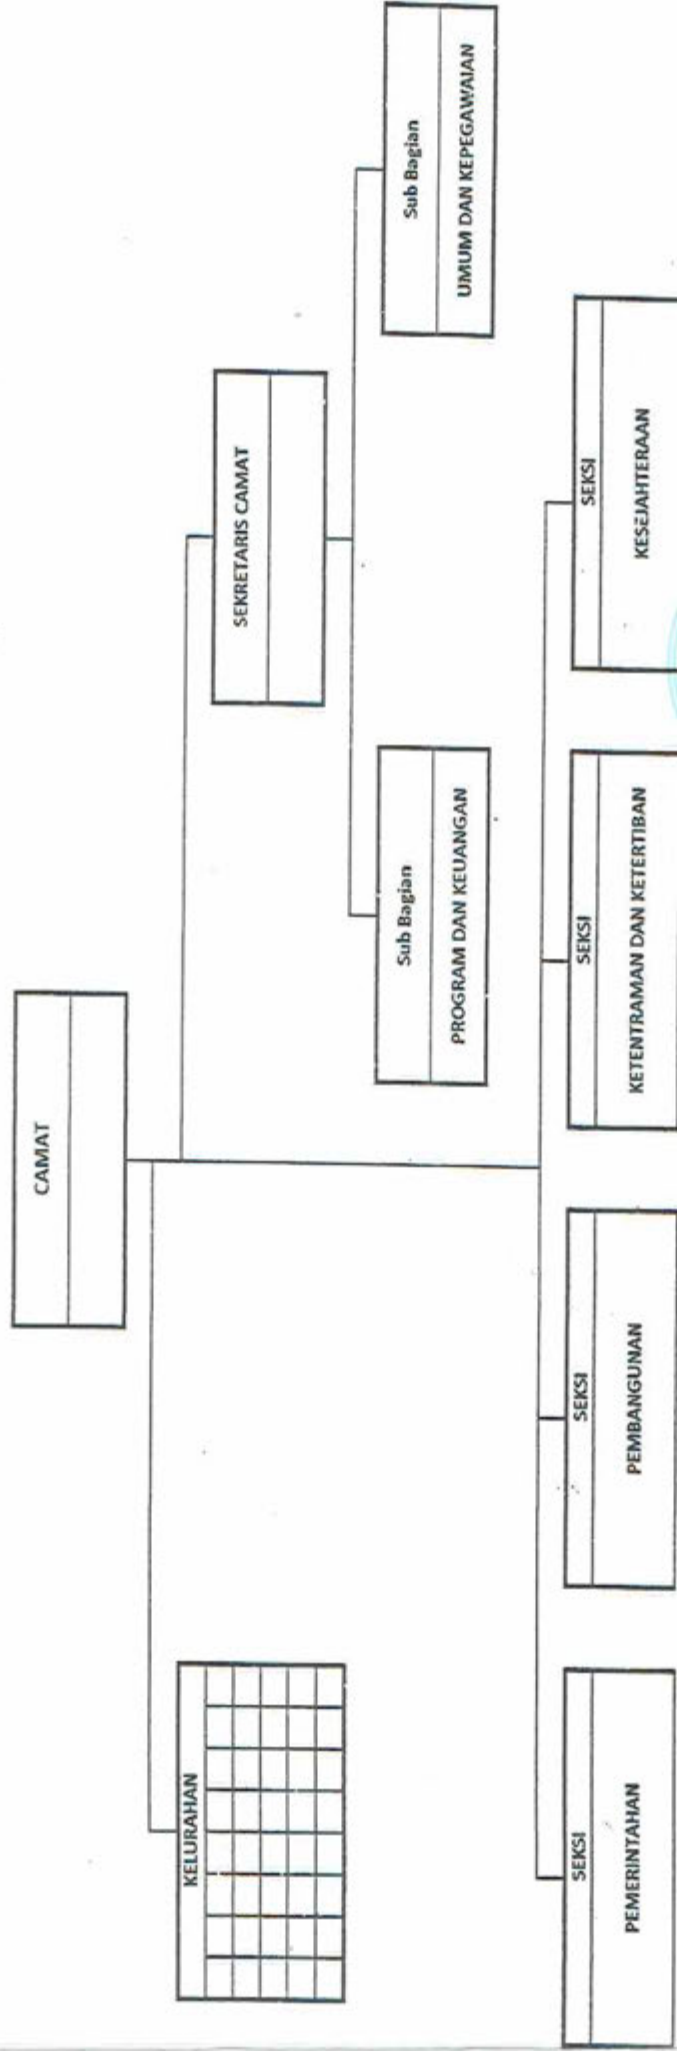 CAMAT
KELURAHAN
SEKRETARIS CAMAT
Sub Bagian
PROGRAM DAN KEUANGAN
Sub Bagian
UMUM DAN KEPEGAWAIAN
SEKSI
PEMERINTAHAN
SEKSI
PEMBANGUNAN
SEKSI
KETENTRAMAN DAN KETERTIBAN
SEKSI
KESEJAHTERAAN